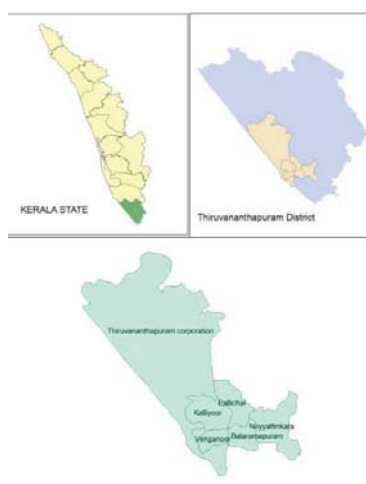 KERALA STATE
Thiruvananthapuram District
Thiruvananthapuram corporation
Pallichal
Kalliyoor
Neyyattinkara
Venganoor Balaramapuram